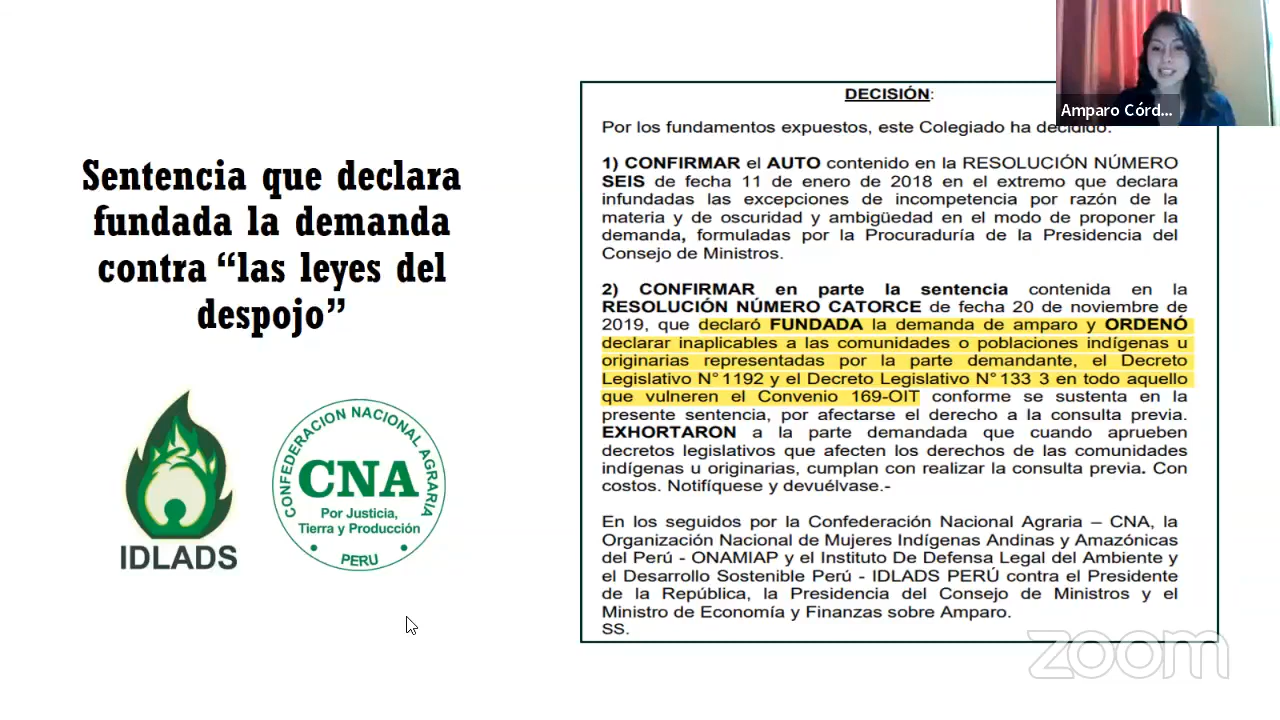 Sentencia que declara
fundada la demanda
contra “las leyes del
despojo”
IDLADS
CONFEDERACION NACIONAL AGRARIA
CNA
Por Justicia,
Tierra y Producción
PERU
DECISIÓN:
Por los fundamentos expuestos, este Colegiado ha decidido:
1) CONFIRMAR el AUTO contenido en la RESOLUCIÓN NÚMERO
SEIS de fecha 11 de enero de 2018 en el extremo que declara
infundadas las excepciones de incompetencia por razón de la
materia y de oscuridad y ambigüedad en el modo de proponer la
demanda, formuladas por la Procuraduría de la Presidencia del
Consejo de Ministros.
2) CONFIRMAR en parte la sentencia contenida en la
RESOLUCIÓN NÚMERO CATORCE de fecha 20 de noviembre de
2019, que declaró FUNDADA la demanda de amparo y ORDENÓ
declarar inaplicables a las comunidades o poblaciones indígenas u
originarias representadas por la parte demandante, el Decreto
Legislativo N° 1192 y el Decreto Legislativo N° 133 3 en todo aquello
que vulneren el Convenio 169-OIT conforme se sustenta en la
presente sentencia, por afectarse el derecho a la consulta previa.
EXHORTARON a la parte demandada que cuando aprueben
decretos legislativos que afecten los derechos de las comunidades
indígenas u originarias, cumplan con realizar la consulta previa. Con
costos. Notifíquese y devuélvase.-
En los seguidos por la Confederación Nacional Agraria – CNA, la
Organización Nacional de Mujeres Indígenas Andinas y Amazónicas
del Perú - ONAMIAP y el Instituto De Defensa Legal del Ambiente y
el Desarrollo Sostenible Perú - IDLADS PERÚ contra el Presidente
de la República, la Presidencia del Consejo de Ministros y el
Ministro de Economía y Finanzas sobre Amparo.
SS.
Amparo Córd...
zoom